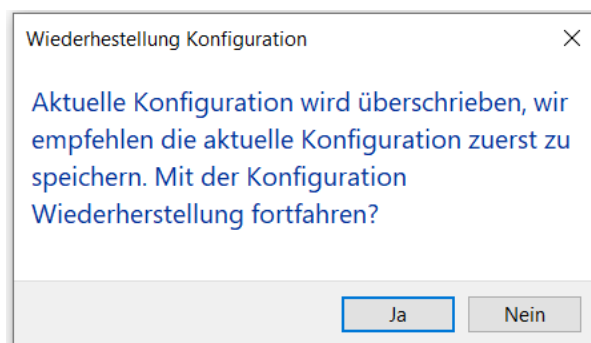 Wiederhestellung Konfiguration
Aktuelle Konfiguration wird überschrieben, wir
empfehlen die aktuelle Konfiguration zuerst zu
speichern. Mit der Konfiguration
Wiederherstellung fortfahren?
Ja
Nein